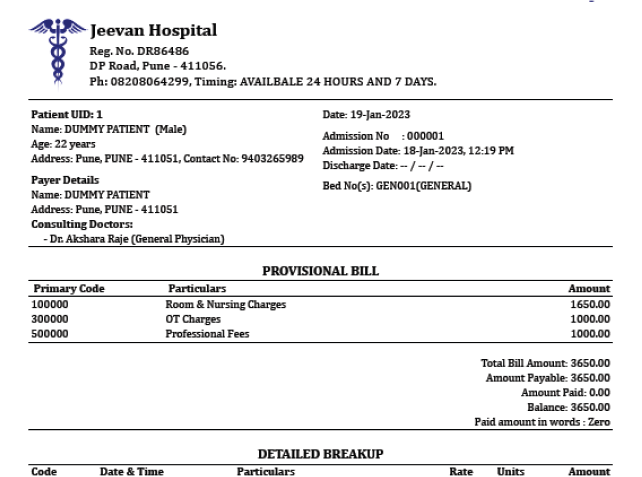 Jeevan Hospital
Reg. No. DR86486
DP Road, Pune - 411056.
Ph: 08208064299, Timing: AVAILBALE 24 HOURS AND 7 DAYS.
Patient UID: 1
Name: DUMMY PATIENT (Male)
Age: 22 years
Address: Pune, PUNE - 411051, Contact No: 9403265989
Date: 19-Jan-2023
Admission No : 000001
Admission Date: 18-Jan-2023, 12:19 PM
Discharge Date: -- / -- / --
Bed No(s): GEN001(GENERAL)
Payer Details
Name: DUMMY PATIENT
Address: Pune, PUNE - 411051
Consulting Doctors:
- Dr. Akshara Raje (General Physician)
PROVISIONAL BILL
Primary Code Particulars Amount
100000 Room & Nursing Charges 1650.00
300000 OT Charges 1000.00
500000 Professional Fees 1000.00
Total Bill Amount: 3650.00
Amount Payable: 3650.00
Amount Paid: 0.00
Balance: 3650.00
Paid amount in words : Zero
DETAILED BREAKUP
Code Date & Time Particulars Rate Units Amount